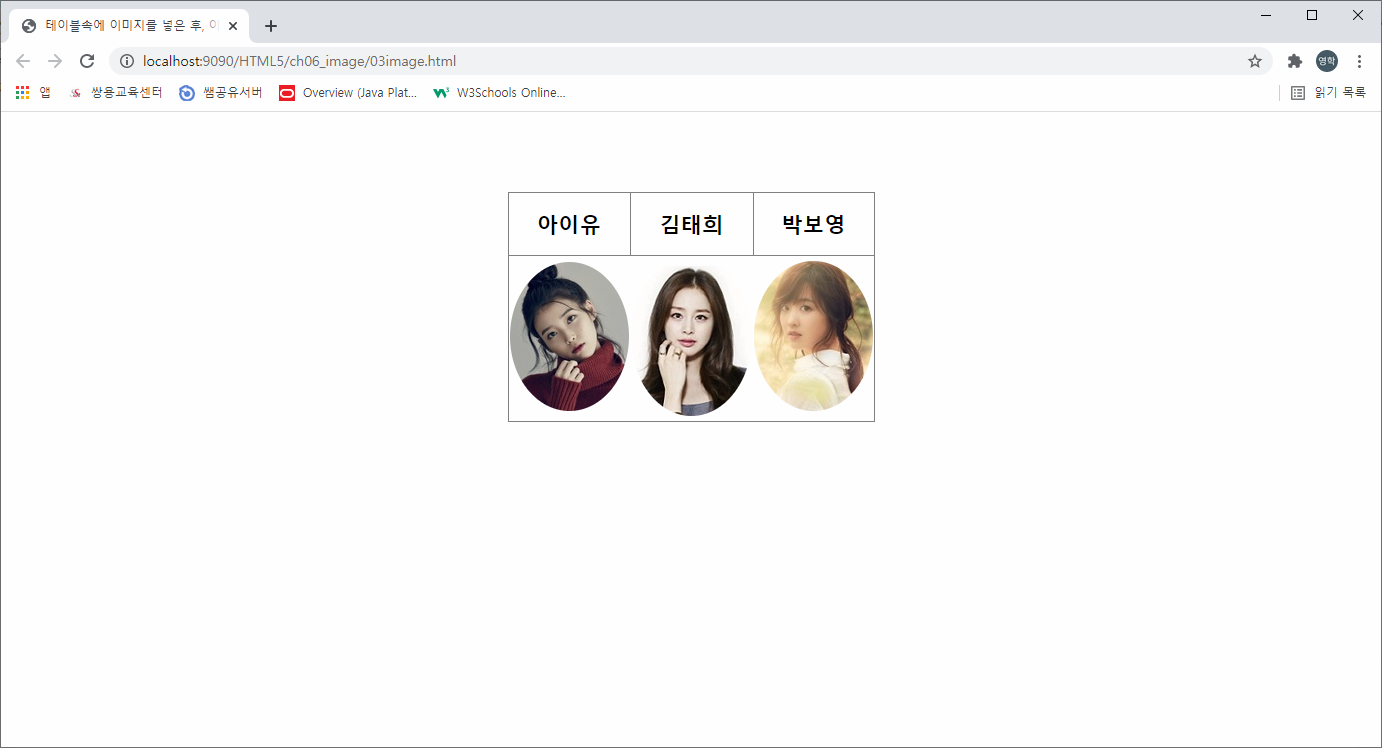 테이블속에 이미지를 넣은 후,
localhost:9090/HTML5/ch06_image/03image.html
영학
앱 쌍용교육센터 쌤공유서버 Overview (Java Plat... W3Schools Online... 읽기 목록
아이유 김태희 박보영